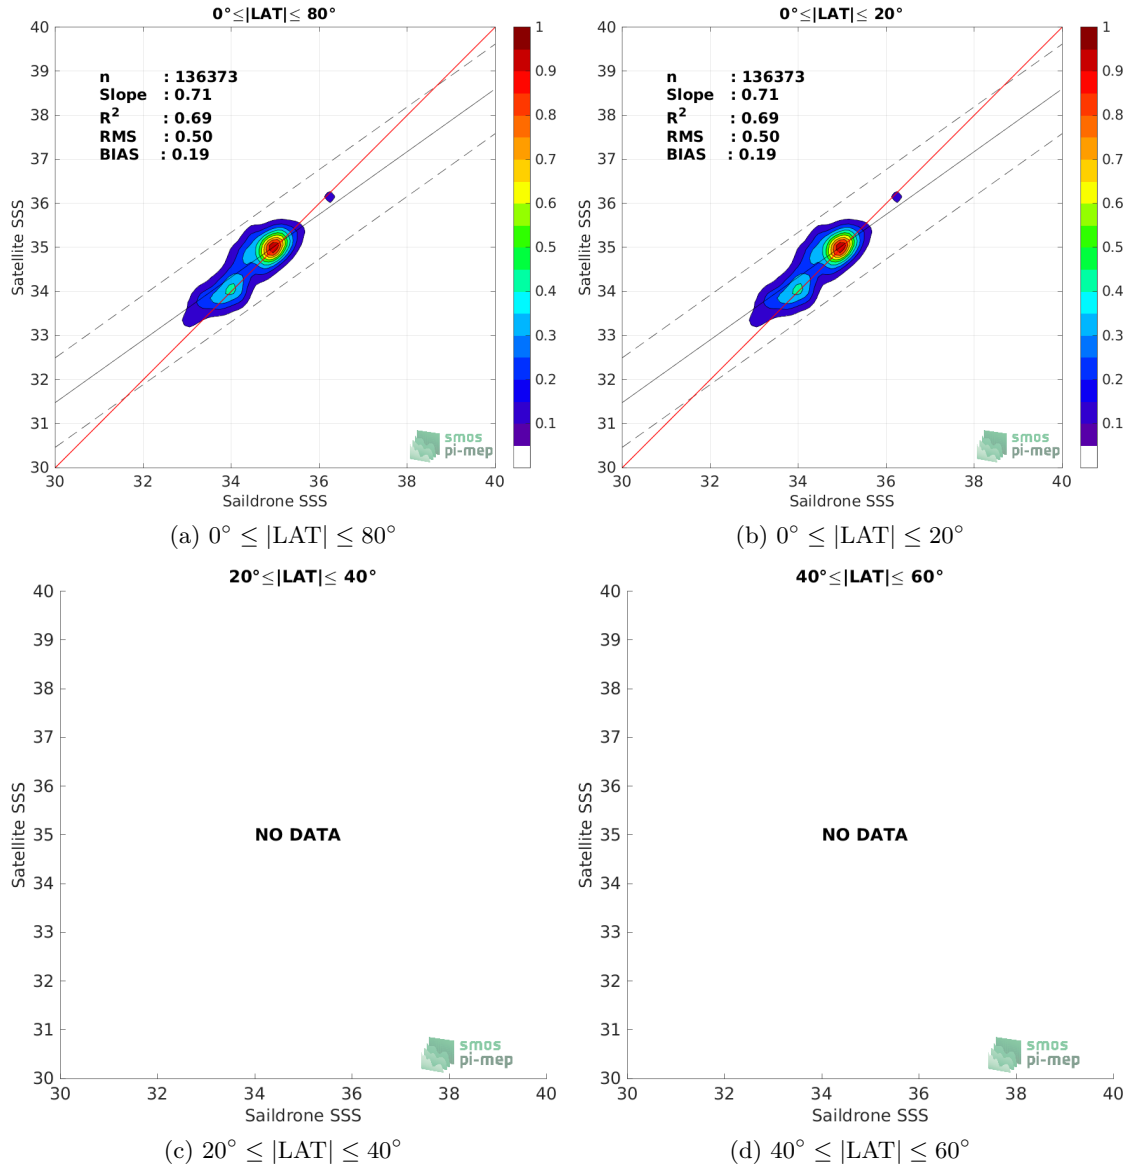 0°≤|LAT|≤ 80°
40
39
38
37
36
35
34
33
32
31
30
Satellite SSS
n : 136373
Slope : 0.71
R² : 0.69
RMS : 0.50
BIAS : 0.19
smos
pi-mep
30 32 34 36 38 40
Saildrone SSS
1
0.9
0.8
0.7
0.6
0.5
0.4
0.3
0.2
0.1
(a) 0° ≤ |LAT| ≤ 80°
0°≤|LAT|≤ 20°
40
39
38
37
36
35
34
33
32
31
30
Satellite SSS
n : 136373
Slope : 0.71
R² : 0.69
RMS : 0.50
BIAS : 0.19
smos
pi-mep
30 32 34 36 38 40
Saildrone SSS
1
0.9
0.8
0.7
0.6
0.5
0.4
0.3
0.2
0.1
(b) 0° ≤ |LAT| ≤ 20°
20°≤|LAT|≤ 40°
40
39
38
37
36
35
34
33
32
31
30
Satellite SSS
NO DATA
smos
pi-mep
30 32 34 36 38 40
Saildrone SSS
(c) 20° ≤ |LAT| ≤ 40°
40°≤|LAT|≤ 60°
40
39
38
37
36
35
34
33
32
31
30
Satellite SSS
NO DATA
smos
pi-mep
30 32 34 36 38 40
Saildrone SSS
(d) 40° ≤ |LAT| ≤ 60°